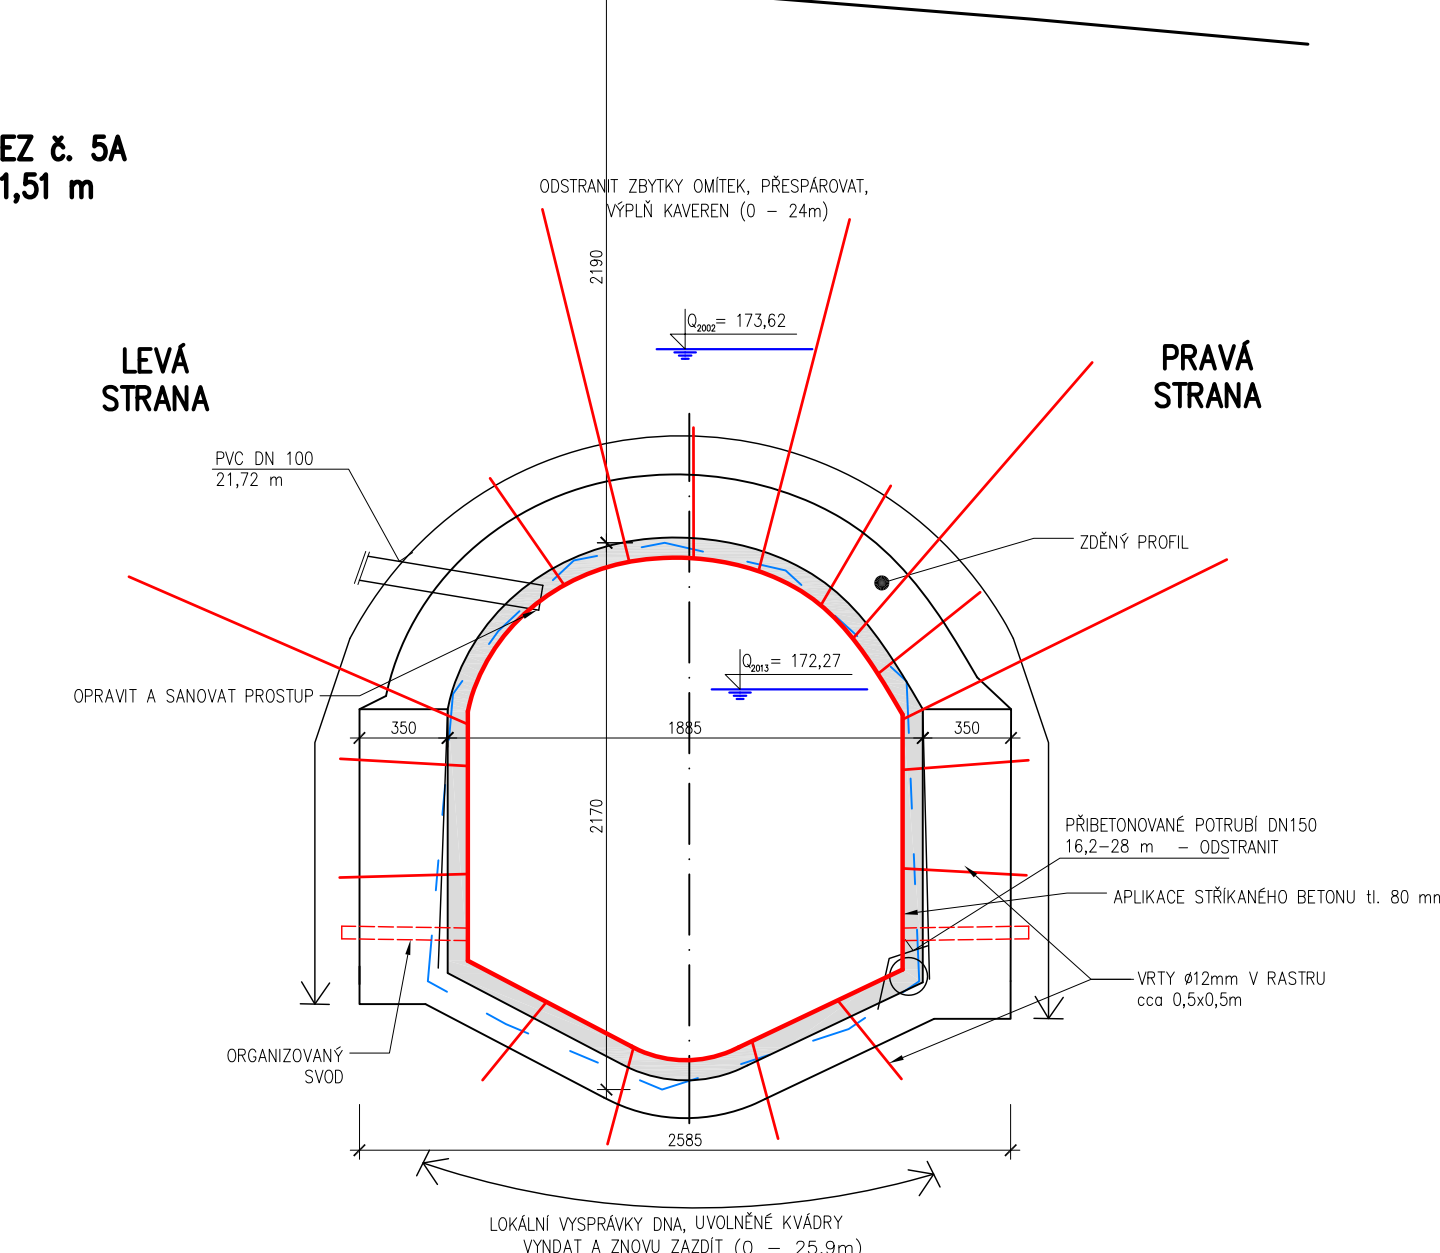 EZ č. 5A
1,51 m
ODSTRANIT ZBYTKY OMÍTEK, PŘESPÁROVAT,
VÝPLŇ KAVEREN (0 – 24m)
2190
Q2002= 173,62
LEVÁ
STRANA
PRAVÁ
STRANA
PVC DN 100
21,72 m
ZDĚNÝ PROFIL
Q2013= 172,27
OPRAVIT A SANOVAT PROSTUP
350
1885
350
2170
PŘIBETONOVANÉ POTRUBÍ DN150
16,2–28 m – ODSTRANIT
APLIKACE STŘÍKANÉHO BETONU tl. 80 mm
VRTY ø12mm V RASTRU
cca 0,5x0,5m
ORGANIZOVANÝ
SVOD
2585
LOKÁLNÍ VYSPRÁVKY DNA, UVOLNĚNÉ KVÁDRY
VYNDAT A ZNOVU ZAZDÍT (0 – 25,9m)